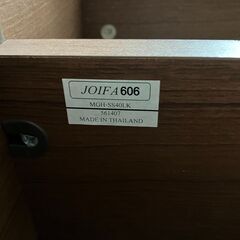 JOIFA 606
MGH-SS40LK
561407
MADE IN THAILAND